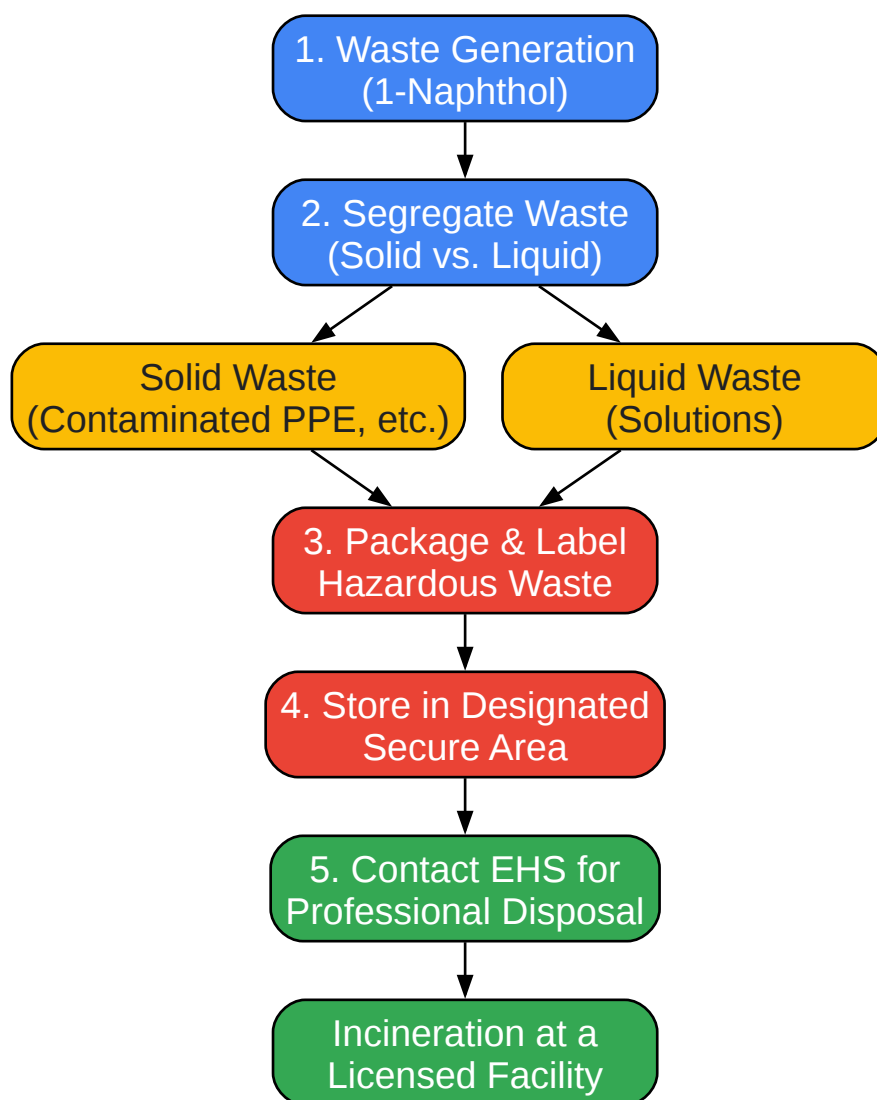 1. Waste Generation
(1-Naphthol)
2. Segregate Waste
(Solid vs. Liquid)
Solid Waste
(Contaminated PPE, etc.)
Liquid Waste
(Solutions)
3. Package & Label
Hazardous Waste
4. Store in Designated
Secure Area
5. Contact EHS for
Professional Disposal
Incineration at a
Licensed Facility